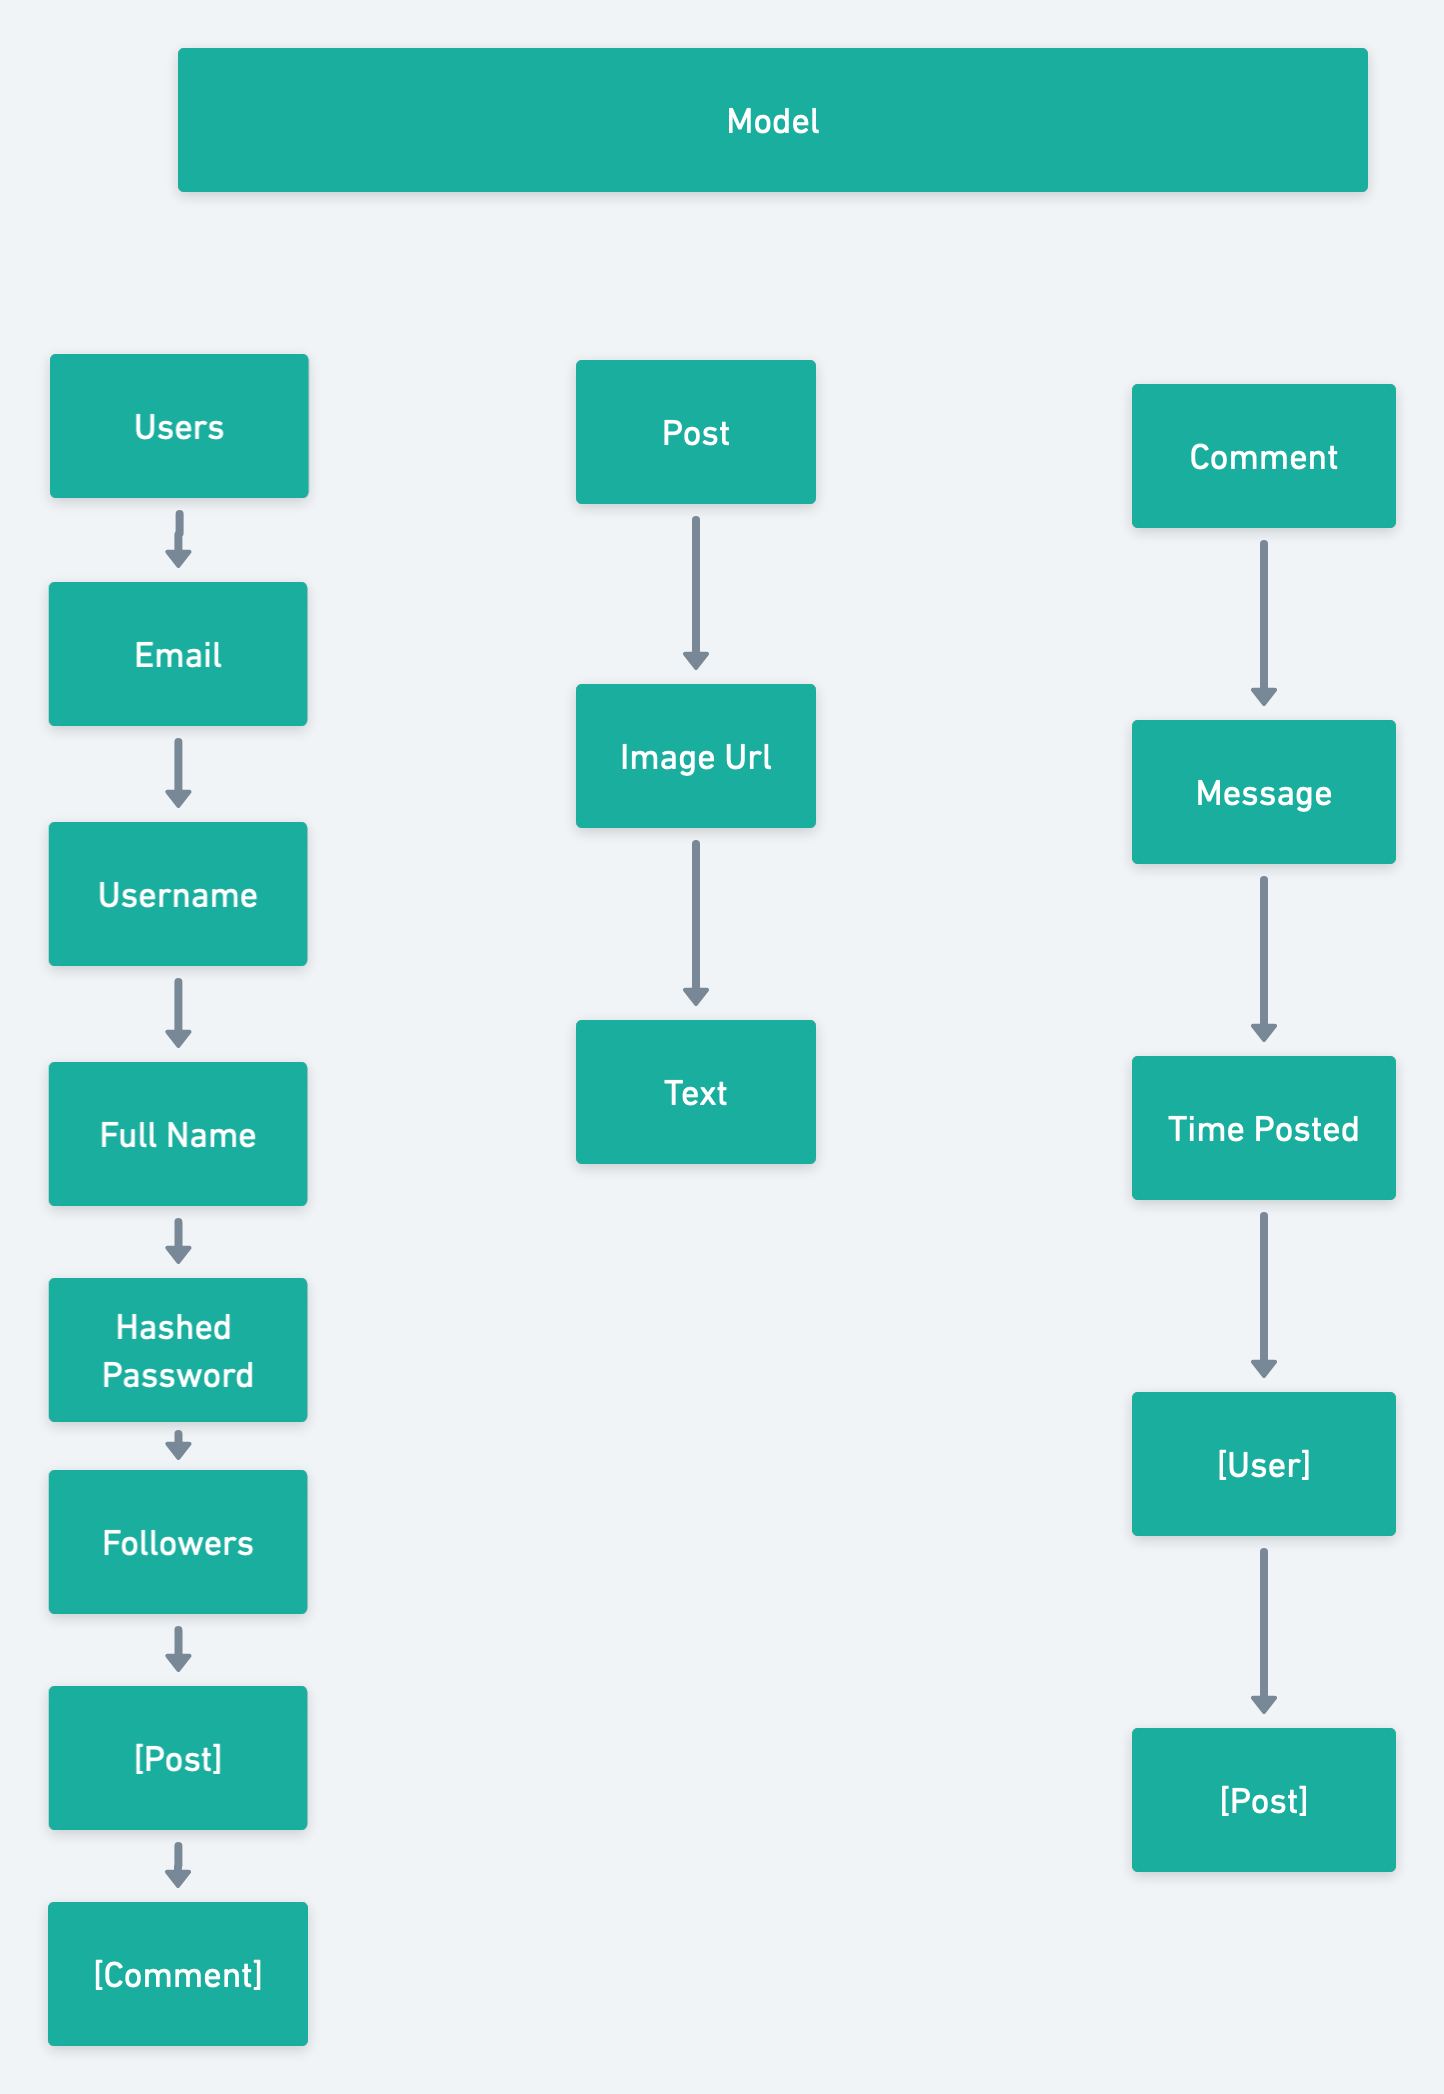 Model
Users
Email
Username
Full Name
Hashed
Password
Followers
[Post]
[Comment]
Post
Image Url
Text
Comment
Message
Time Posted
[User]
[Post]